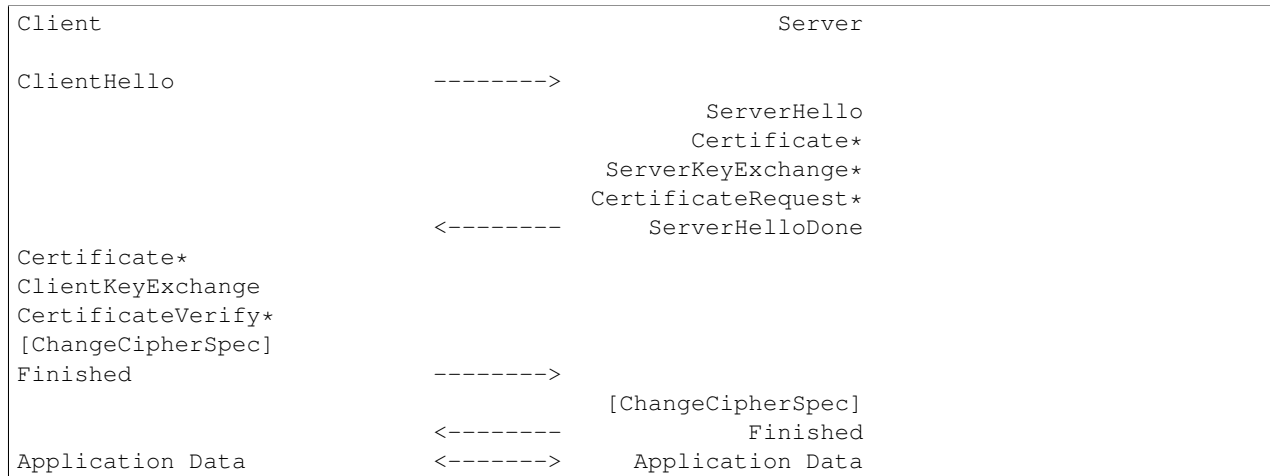 Client                                               Server
ClientHello                  -------->
                                                ServerHello
                                               Certificate*
                                         ServerKeyExchange*
                                        CertificateRequest*
                             <--------      ServerHelloDone
Certificate*
ClientKeyExchange
CertificateVerify*
[ChangeCipherSpec]
Finished                     -------->
                                         [ChangeCipherSpec]
                             <--------             Finished
Application Data             <------->     Application Data